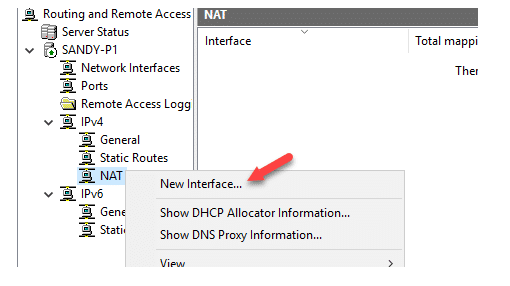 Routing and Remote Access
Server Status
SANDY-P1
Network Interfaces
Ports
Remote Access Logg
IPv4
General
Static Routes
NAT
IPv6
Gene
Static
NAT
Interface
Total mappi
Ther
New Interface...
Show DHCP Allocator Information...
Show DNS Proxy Information...
View